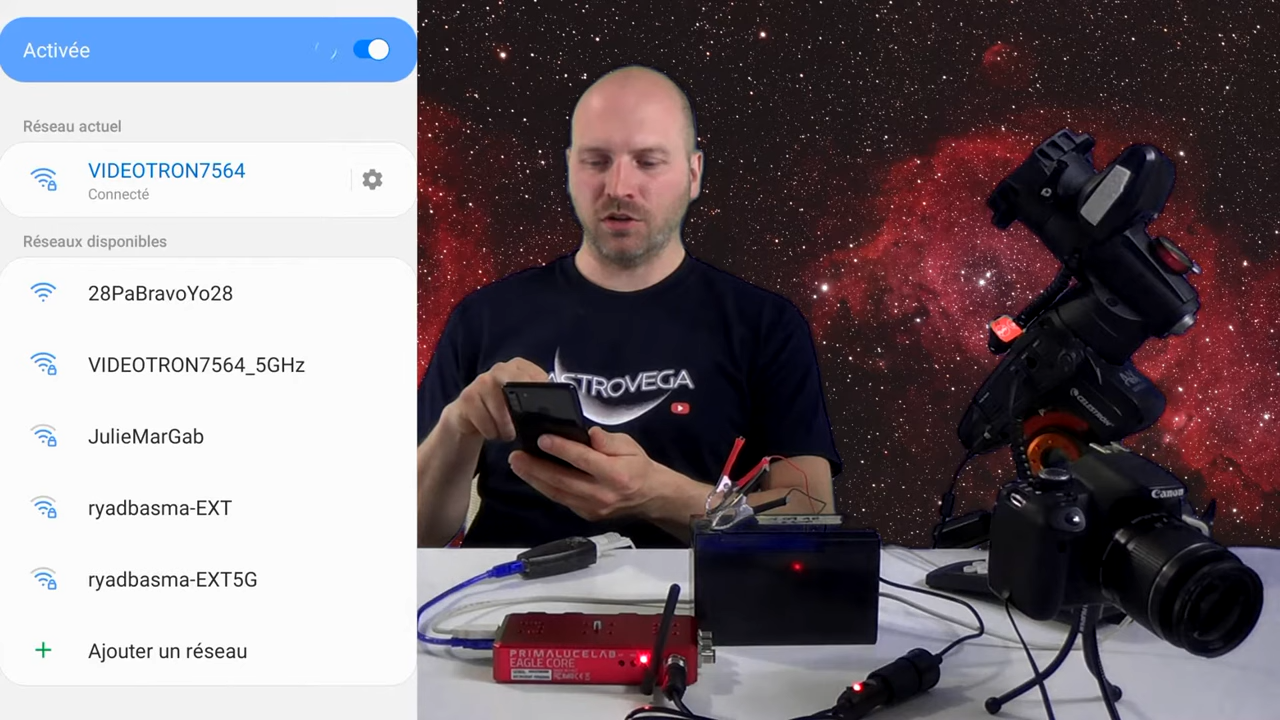 Activée
Réseau actuel
VIDEOTRON7564
Connecté
Réseaux disponibles
28PaBravoYo28
VIDEOTRON7564_5GHz
JulieMarGab
ryadbasma-EXT
ryadbasma-EXT5G
Ajouter un réseau
ASTROVEGA
CELESTRON
Canon
PRIMALUCELAB
EAGLE CORE